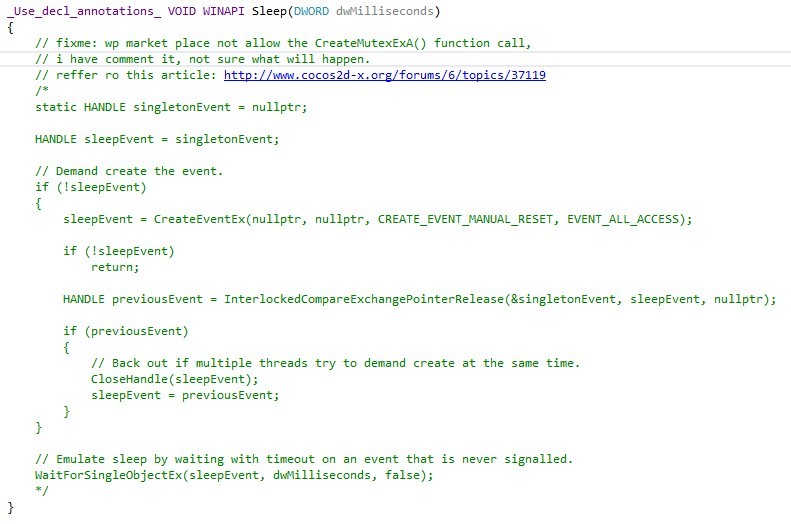 _Use_decl_annotations_ VOID WINAPI Sleep(DWORD dwMilliseconds)
{
    // fixme: wp market place not allow the CreateMutexExA() function call,
    // i have comment it, not sure what will happen.
    // reffer ro this article: http://www.cocos2d-x.org/forums/6/topics/37119
    /*
    static HANDLE singletonEvent = nullptr;

    HANDLE sleepEvent = singletonEvent;

    // Demand create the event.
    if (!sleepEvent)
    {
        sleepEvent = CreateEventEx(nullptr, nullptr, CREATE_EVENT_MANUAL_RESET, EVENT_ALL_ACCESS);

        if (!sleepEvent)
            return;

        HANDLE previousEvent = InterlockedCompareExchangePointerRelease(&singletonEvent, sleepEvent, nullptr);

        if (previousEvent)
        {
            // Back out if multiple threads try to demand create at the same time.
            CloseHandle(sleepEvent);
            sleepEvent = previousEvent;
        }
    }

    // Emulate sleep by waiting with timeout on an event that is never signalled.
    WaitForSingleObjectEx(sleepEvent, dwMilliseconds, false);
    */
}